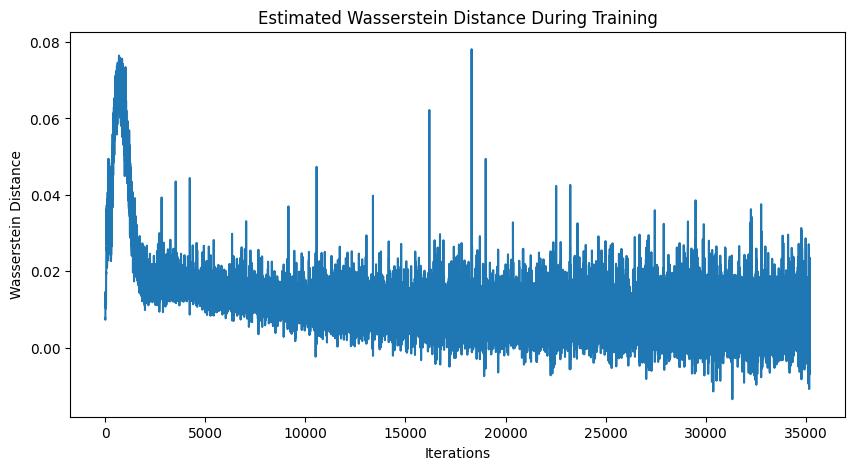 Estimated Wasserstein Distance During Training
Wasserstein Distance
0.08
0.06
0.04
0.02
0.00
0 5000 10000 15000 20000 25000 30000 35000
Iterations